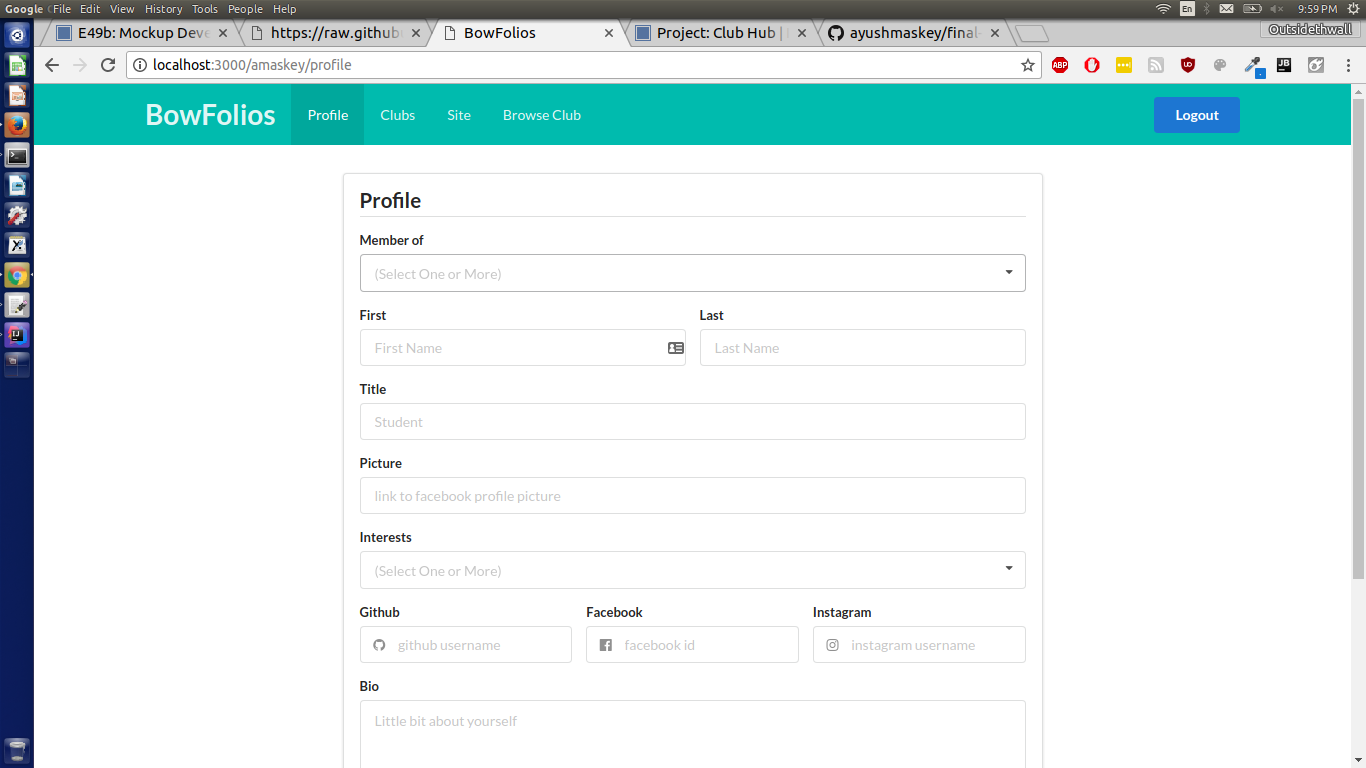 Google File Edit View History Tools People Help En 9:59 PM
E49b: Mockup Deve https://raw.githubu BowFolios Project: Club Hub | ayushmaskey/final- Outsidethwall
localhost:3000/amaskey/profile ABP JB
BowFolios Profile Clubs Site Browse Club Logout
Profile
Member of
(Select One or More)
First Last
First Name Last Name
Title
Student
Picture
link to facebook profile picture
Interests
(Select One or More)
Github Facebook Instagram
github username facebook id instagram username
Bio
Little bit about yourself